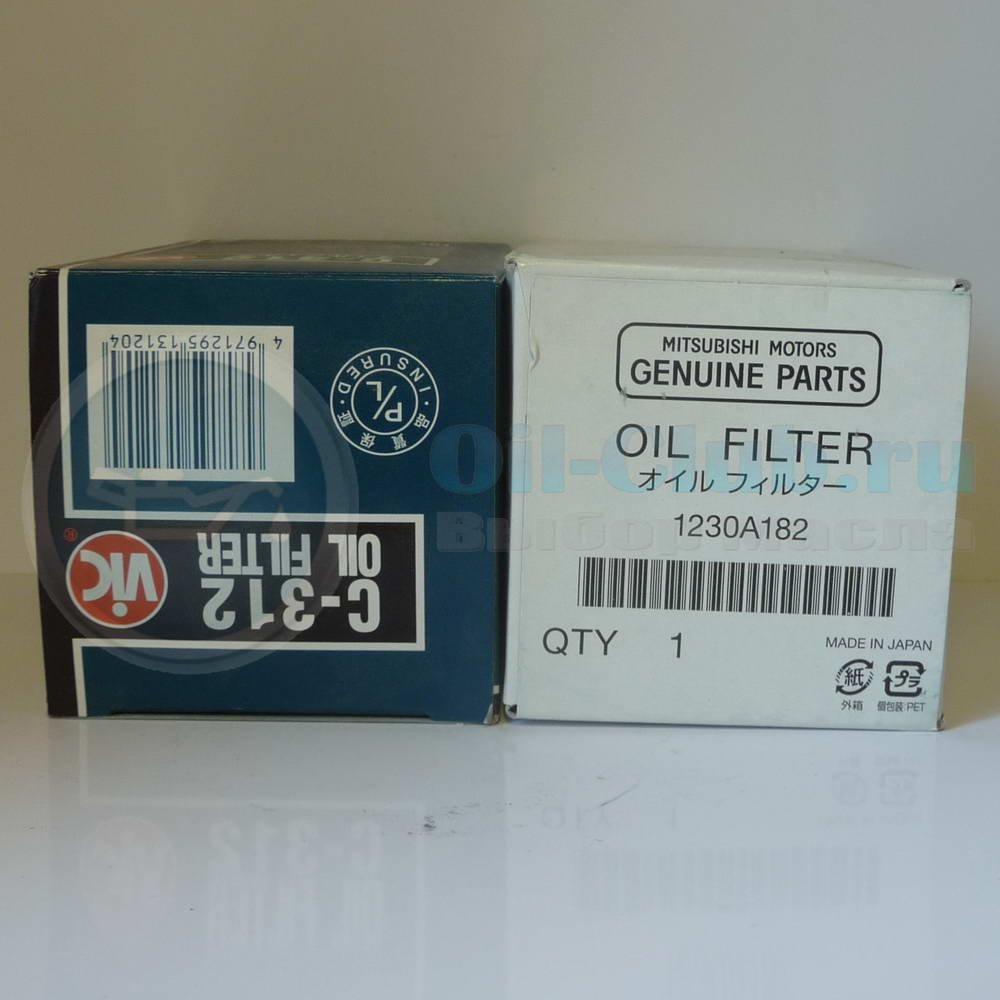 4 971295 131204
INSURED
P/L
品質保証
VIC®
C-312
OIL FILTER
MITSUBISHI MOTORS
GENUINE PARTS
OIL FILTER
オイル フィルター
1230A182
QTY 1
MADE IN JAPAN
紙
プラ
外箱
個包装:PET
Oil-Club.ru
Выбор Масла